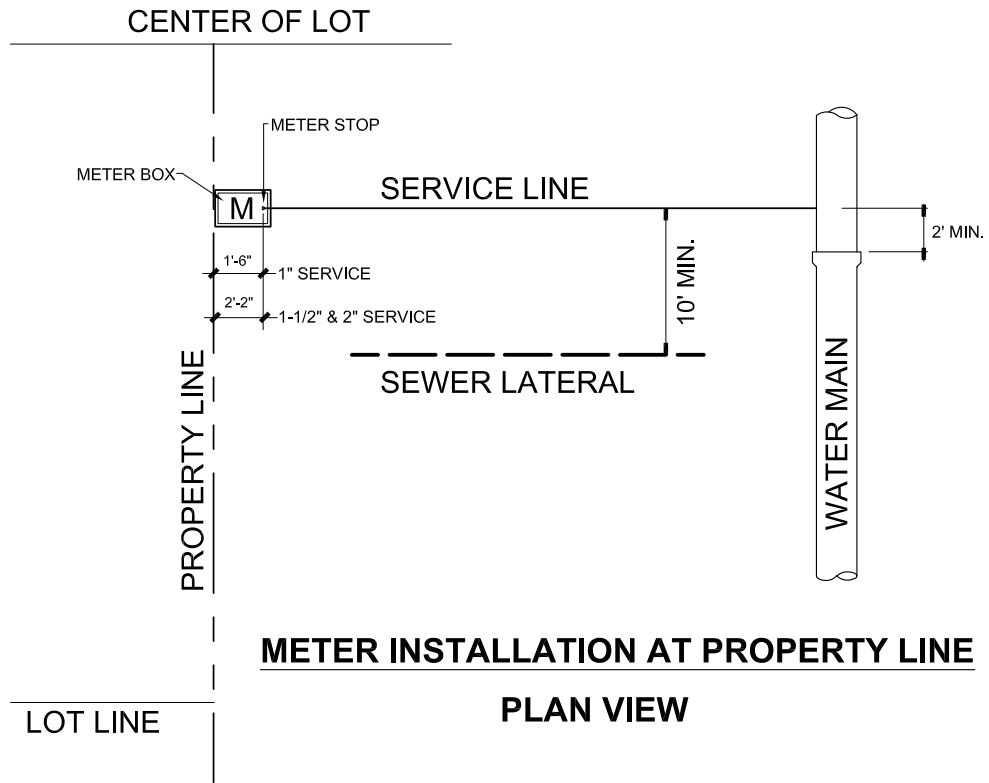 CENTER OF LOT
METER STOP
METER BOX
M
SERVICE LINE
2' MIN.
1'-6"
1" SERVICE
2'-2"
1-1/2" & 2" SERVICE
10' MIN.
SEWER LATERAL
PROPERTY LINE
WATER MAIN
METER INSTALLATION AT PROPERTY LINE
PLAN VIEW
LOT LINE